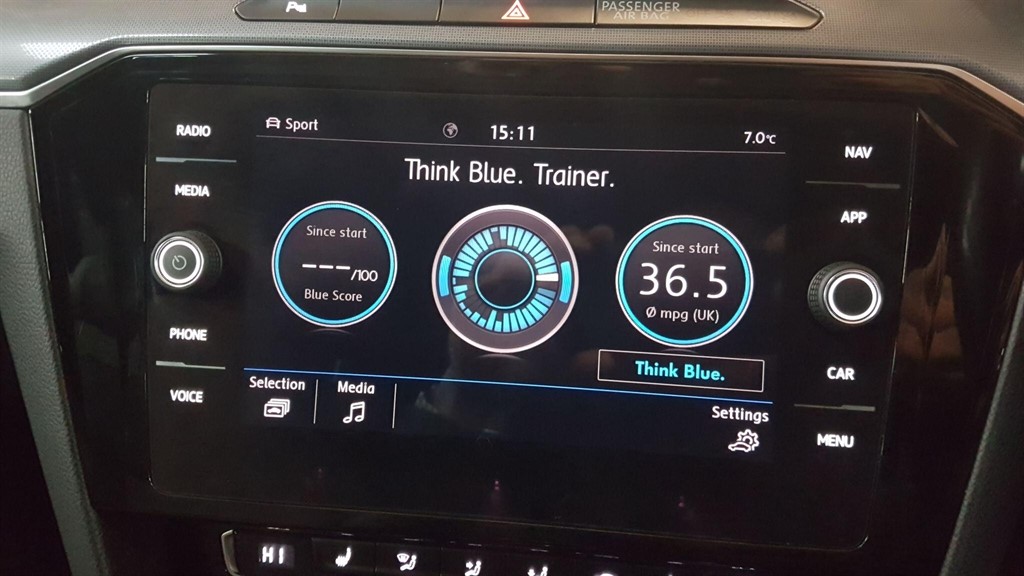 PASSENGER
AIR BAG
RADIO
MEDIA
PHONE
VOICE
Sport
15:11
7.0°C
Think Blue. Trainer.
Since start
---/100
Blue Score
Since start
36.5
Ø mpg (UK)
Think Blue.
Selection
Media
Settings
NAV
APP
CAR
MENU
HI